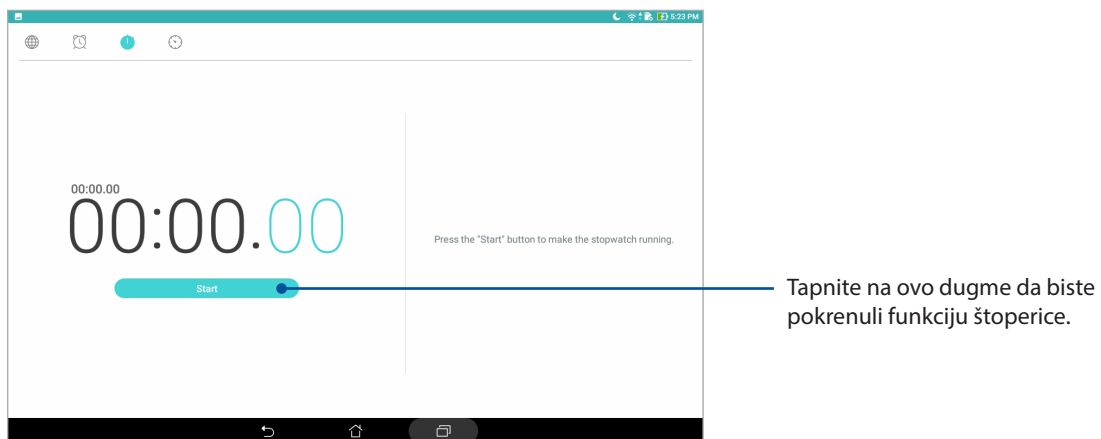 5:23 PM
00:00.00
00:00.00
Press the "Start" button to make the stopwatch running.
Start
Tapnite na ovo dugme da biste
pokrenuli funkciju štoperice.